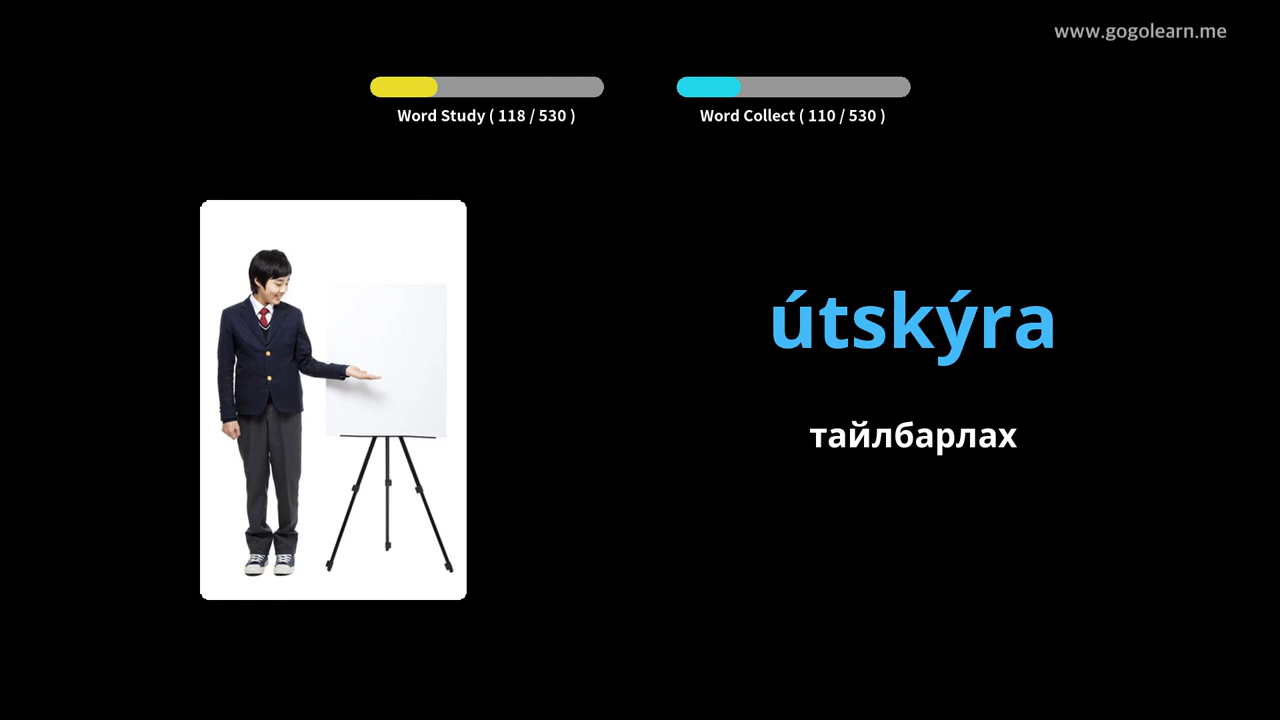 www.gogolearn.me
Word Study ( 118 / 530 )
Word Collect ( 110 / 530 )
útskýra
тайлбарлах